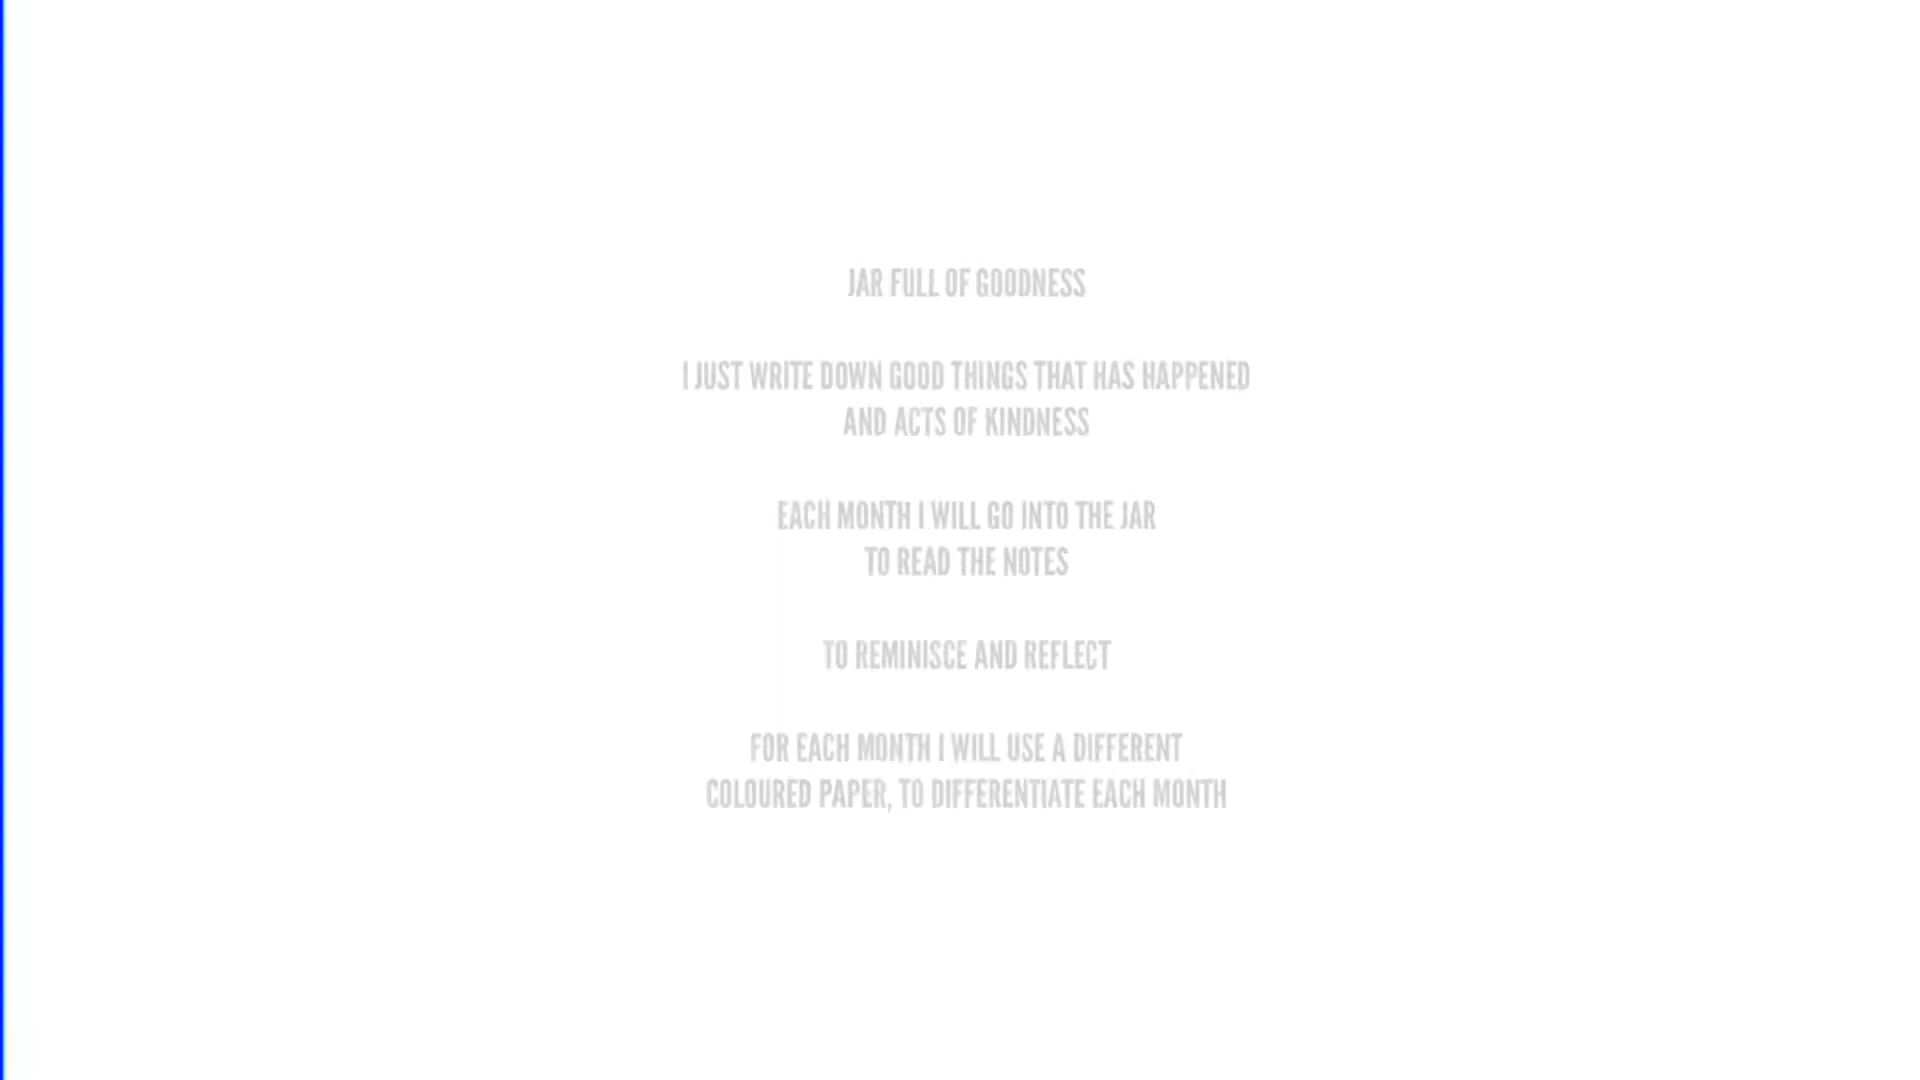 JAR FULL OF GOODNESS
I JUST WRITE DOWN GOOD THINGS THAT HAS HAPPENED
AND ACTS OF KINDNESS
EACH MONTH I WILL GO INTO THE JAR
TO READ THE NOTES
TO REMINISCE AND REFLECT
FOR EACH MONTH I WILL USE A DIFFERENT
COLOURED PAPER, TO DIFFERENTIATE EACH MONTH